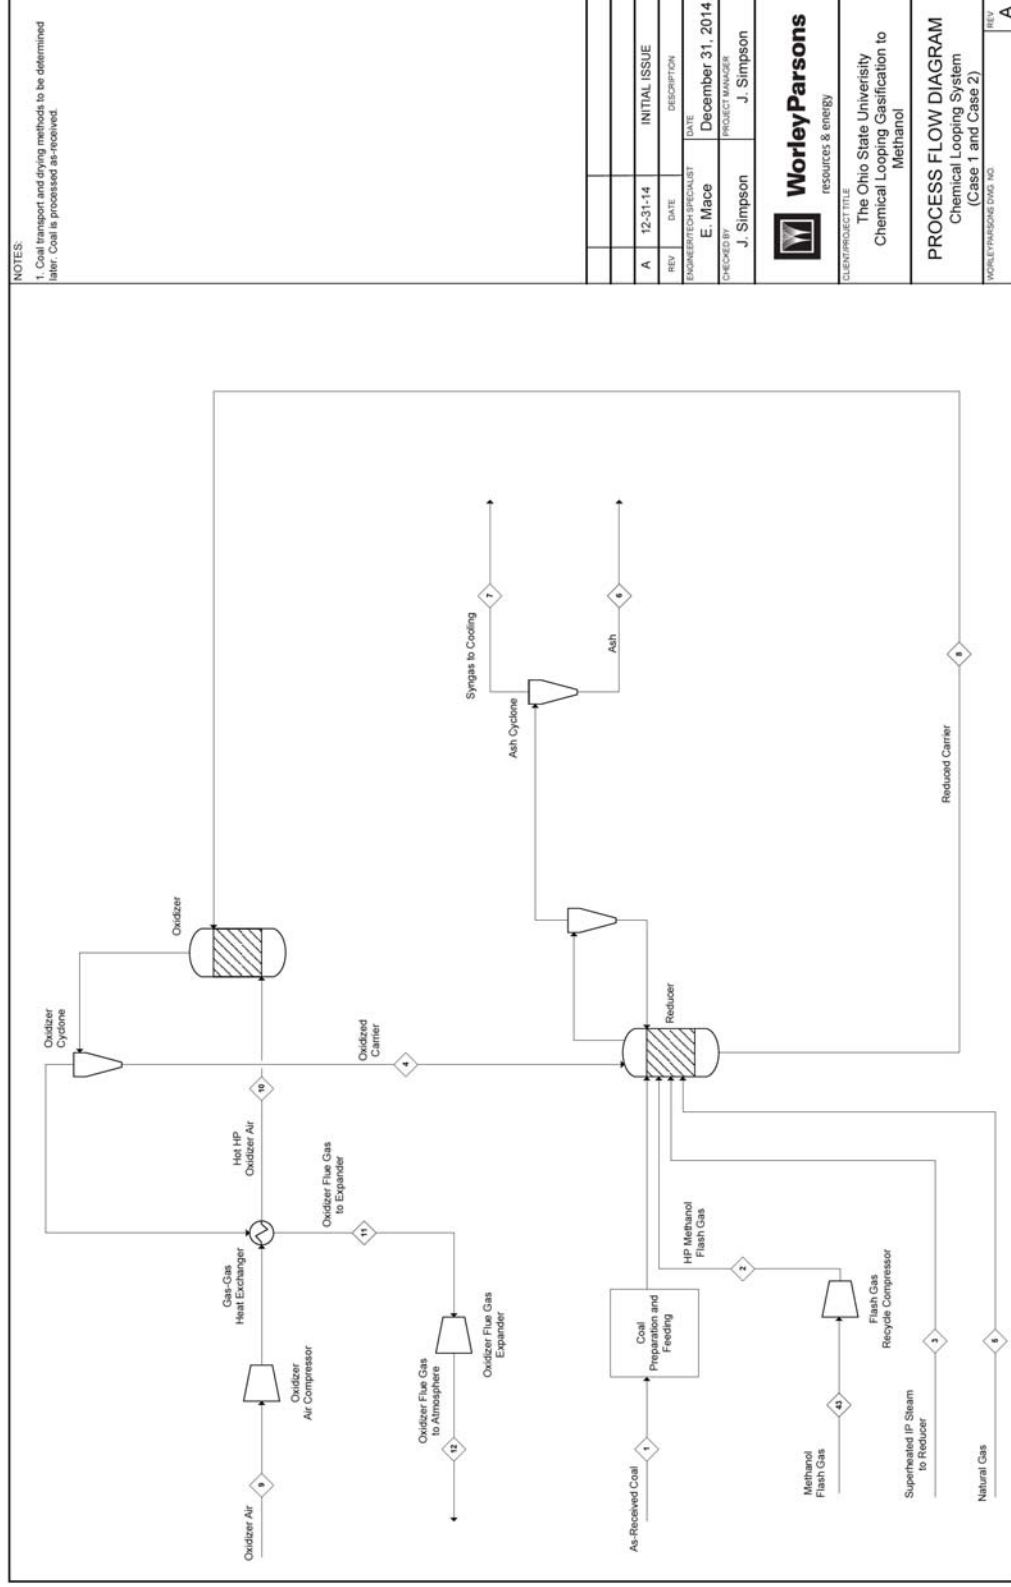 NOTES:
1. Coal transport and drying methods to be determined
later. Coal is processed as-received.
Oxidizer
Cyclone
Oxidizer
Hot HP
Oxidizer Air
10
Gas-Gas
Heat Exchanger
Oxidizer
Air Compressor
9
Oxidizer Air
Oxidized
Carrier
4
Oxidizer Flue Gas
to Expander
11
Oxidizer Flue Gas
Expander
Oxidizer Flue Gas
to Atmosphere
12
Syngas to Cooling
7
Ash Cyclone
Ash
6
Reducer
Coal
Preparation and
Feeding
As-Received Coal
1
HP Methanol
Flash Gas
2
Flash Gas
Recycle Compressor
Methanol
Flash Gas
43
Superheated IP Steam
to Reducer
3
Natural Gas
5
Reduced Carrier
8
A
12-31-14
INITIAL ISSUE
REV
DATE
DESCRIPTION
ENGINEER/TECH SPECIALIST
E. Mace
DATE
December 31, 2014
CHECKED BY
J. Simpson
PROJECT MANAGER
J. Simpson
WorleyParsons
resources & energy
CLIENT/PROJECT TITLE
The Ohio State Univerisity
Chemical Looping Gasification to
Methanol
PROCESS FLOW DIAGRAM
Chemical Looping System
(Case 1 and Case 2)
WORLEYPARSONS DWG. NO.
REV
A